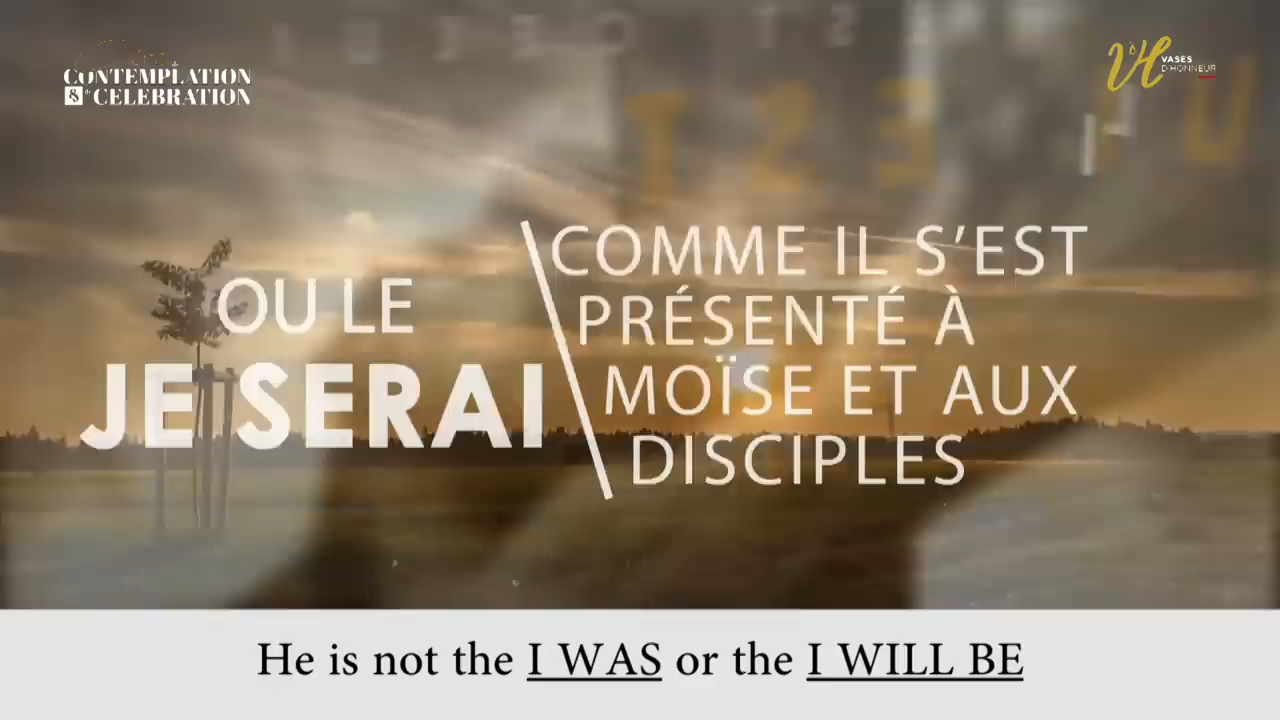 CONTEMPLATION
& de CELEBRATION
VASES
D'HONNEUR
OU LE
JE SERAI
COMME IL S'EST
PRÉSENTÉ À
MOÏSE ET AUX
DISCIPLES
He is not the I WAS or the I WILL BE